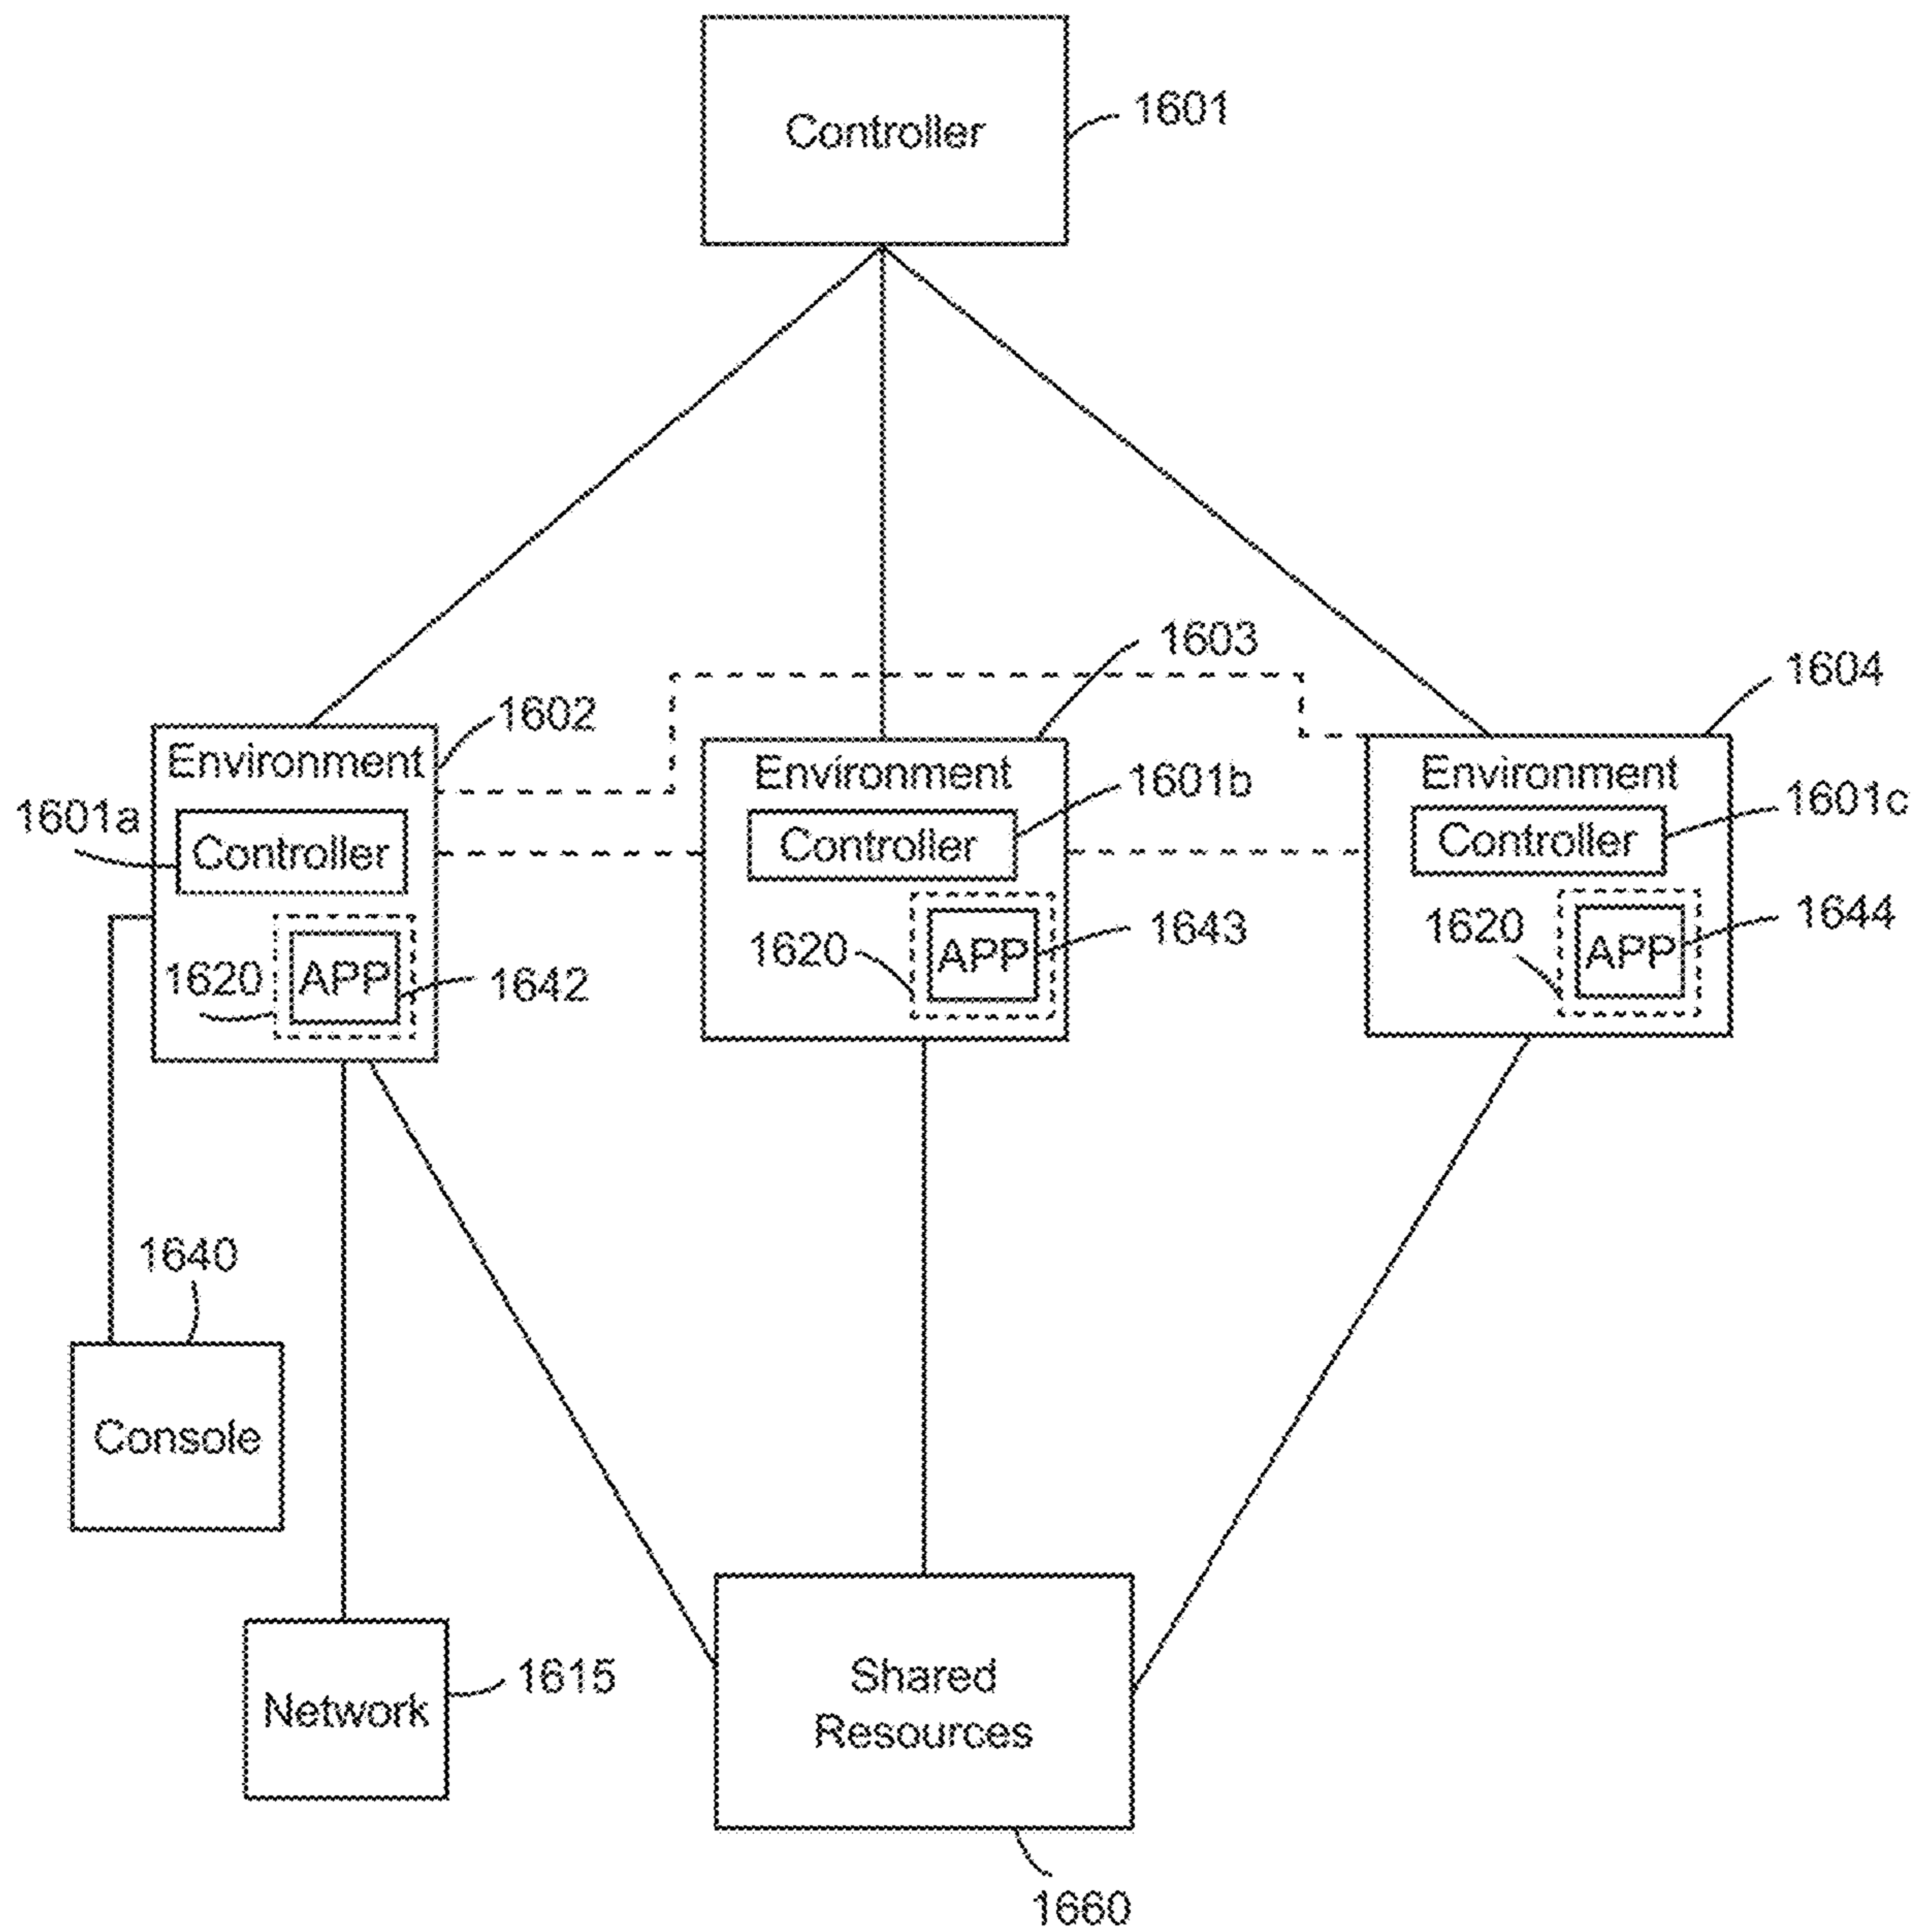 Controller
1601
1603
1604
1602
Environment
Environment
Environment
1601a
Controller
1601b
Controller
1601c
Controller
1620
APP
1642
1620
APP
1643
1620
APP
1644
1640
Console
Network
1615
Shared
Resources
1660